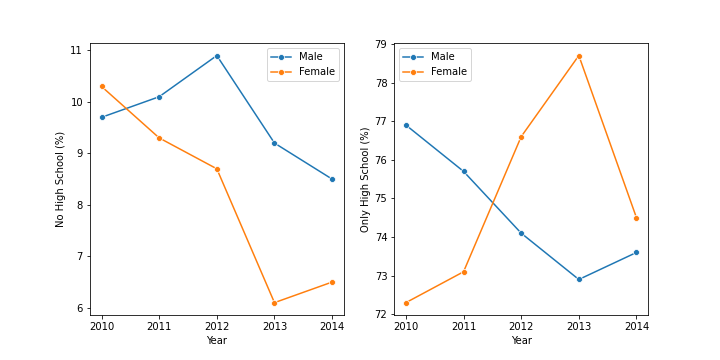 No High School (%)
11
10
9
8
7
6
Male
Female
2010 2011 2012 2013 2014
Year
Only High School (%)
79
78
77
76
75
74
73
72
Male
Female
2010 2011 2012 2013 2014
Year